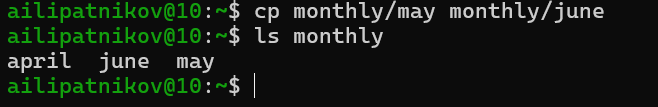 ailipatnikov@10:~$ cp monthly/may monthly/june
ailipatnikov@10:~$ ls monthly
april  june  may
ailipatnikov@10:~$